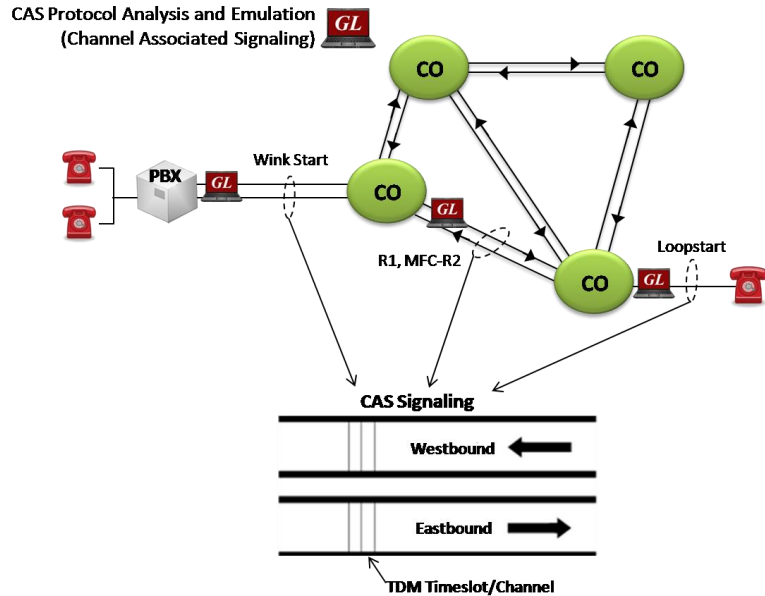 CAS Protocol Analysis and Emulation
(Channel Associated Signaling)
GL
CO
CO
PBX
GL
Wink Start
CO
GL
R1, MFC-R2
CO
GL
Loopstart
CAS Signaling
Westbound
Eastbound
TDM Timeslot/Channel